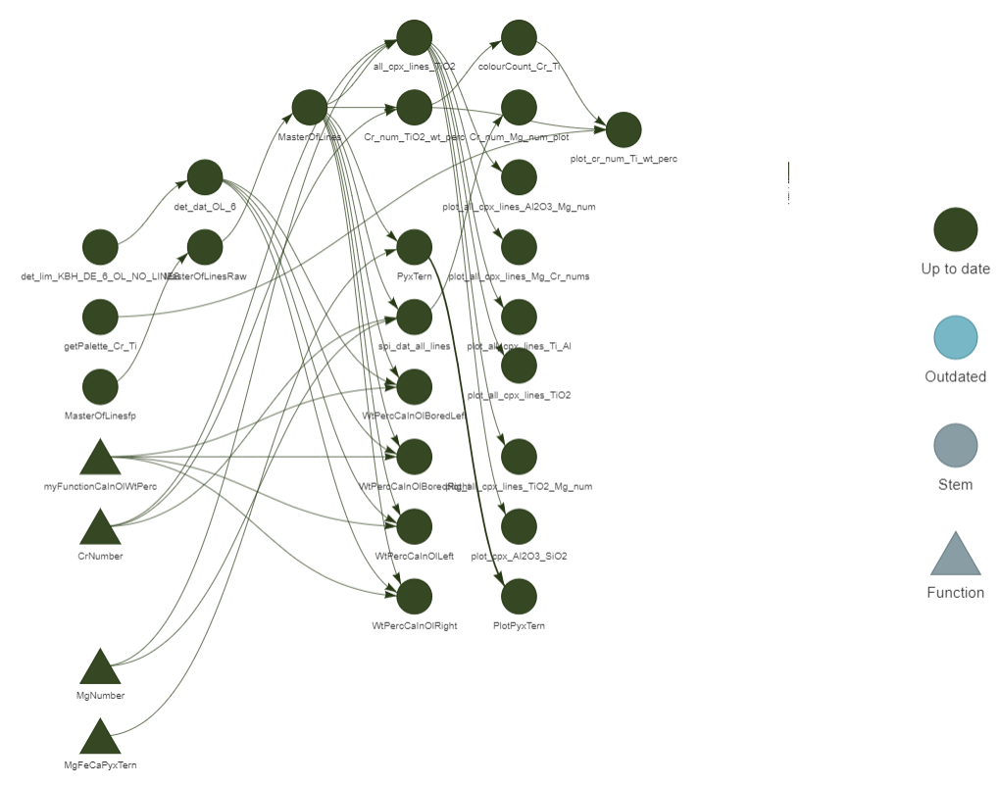 all_cpx_lines_TiO2
colourCount_Cr_Ti
MasterOfLines
Cr_num_TiO2_wt_perc
Cr_num_Mg_num_plot
plot_cr_num_Ti_wt_perc
det_dat_OL_6
plot_all_cpx_lines_Al2O3_Mg_num
Up to date
det_lim_KBH_DE_6_OL_NO_LINES
MasterOfLinesRaw
PyxTern
plot_all_cpx_lines_Mg_Cr_nums
getPalette_Cr_Ti
spi_dat_all_lines
plot_all_cpx_lines_Ti_Al
Outdated
plot_all_cpx_lines_TiO2
MasterOfLinesfp
WtPercCaInOlBoredLeft
myFunctionCaInOlWtPerc
WtPercCaInOlBoredRight
plot_all_cpx_lines_TiO2_Mg_num
Stem
CrNumber
WtPercCaInOlLeft
plot_cpx_Al2O3_SiO2
Function
WtPercCaInOlRight
PlotPyxTern
MgNumber
MgFeCaPyxTern